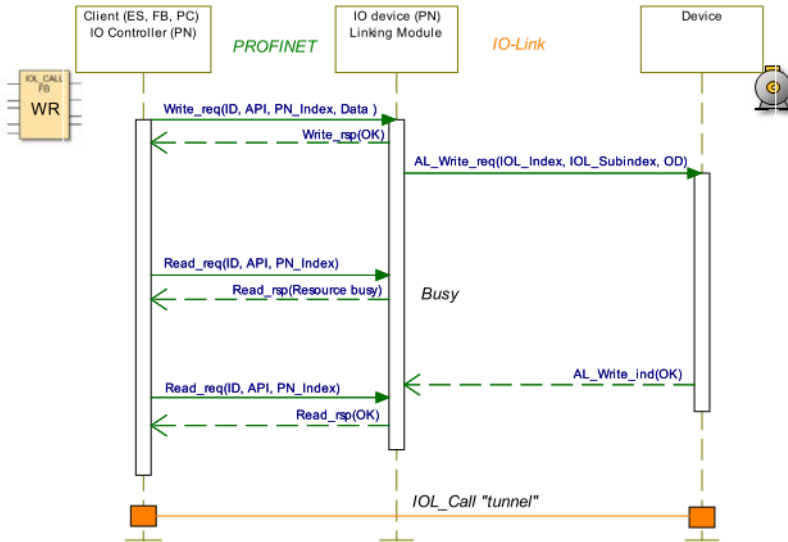 Client (ES, FB, PC)
IO Controller (PN)
PROFINET
IO device (PN)
Linking Module
IO-Link
Device
IOL_CALL
FB
WR
Write_req(ID, API, PN_Index, Data )
Write_rsp(OK)
AL_Write_req(IOL_Index, IOL_Subindex, OD)
Read_req(ID, API, PN_Index)
Read_rsp(Resource busy)
Busy
AL_Write_ind(OK)
Read_req(ID, API, PN_Index)
Read_rsp(OK)
IOL_Call "tunnel"